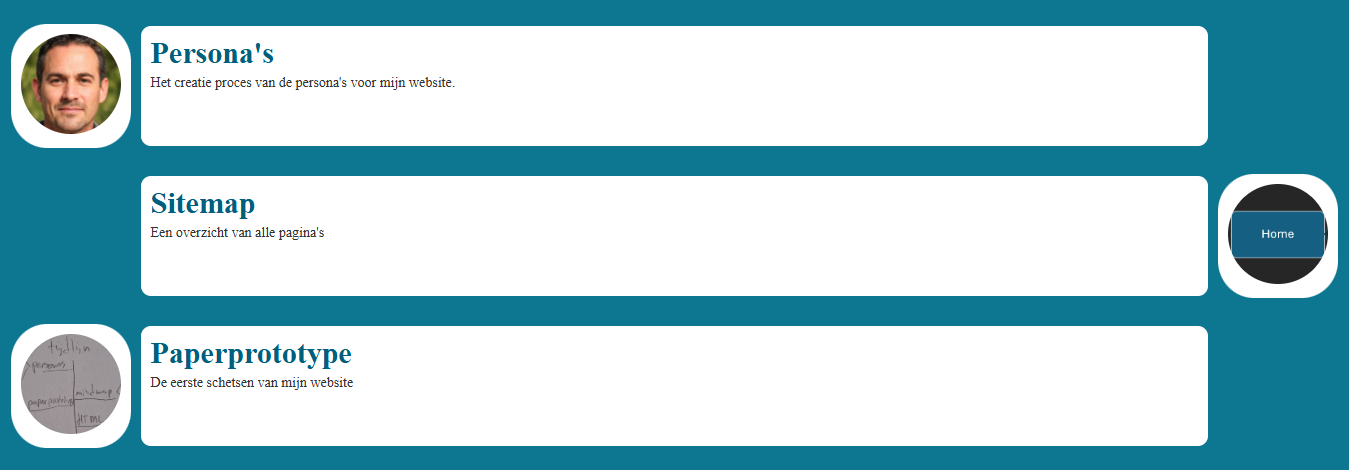 Persona's
Het creatie proces van de persona's voor mijn website.
Sitemap
Een overzicht van alle pagina's
Home
Paperprototype
De eerste schetsen van mijn website
tijdlijn
personas
mindmap
paperprototype
HTML